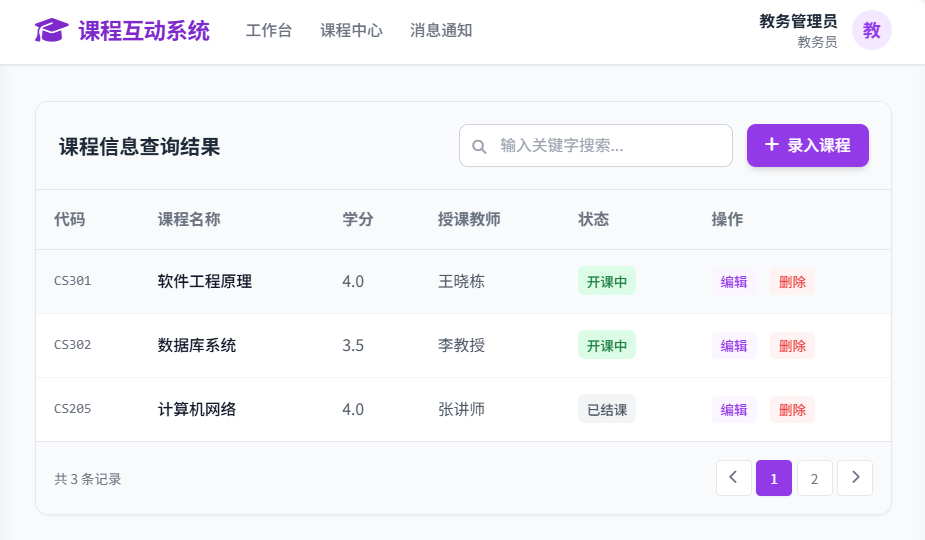 课程互动系统 工作台 课程中心 消息通知 教务管理员 教
教务员
课程信息查询结果 输入关键字搜索... + 录入课程
代码 课程名称 学分 授课教师 状态 操作
CS301 软件工程原理 4.0 王晓栋 开课中 编辑 删除
CS302 数据库系统 3.5 李教授 开课中 编辑 删除
CS205 计算机网络 4.0 张讲师 已结课 编辑 删除
共 3 条记录 1 2